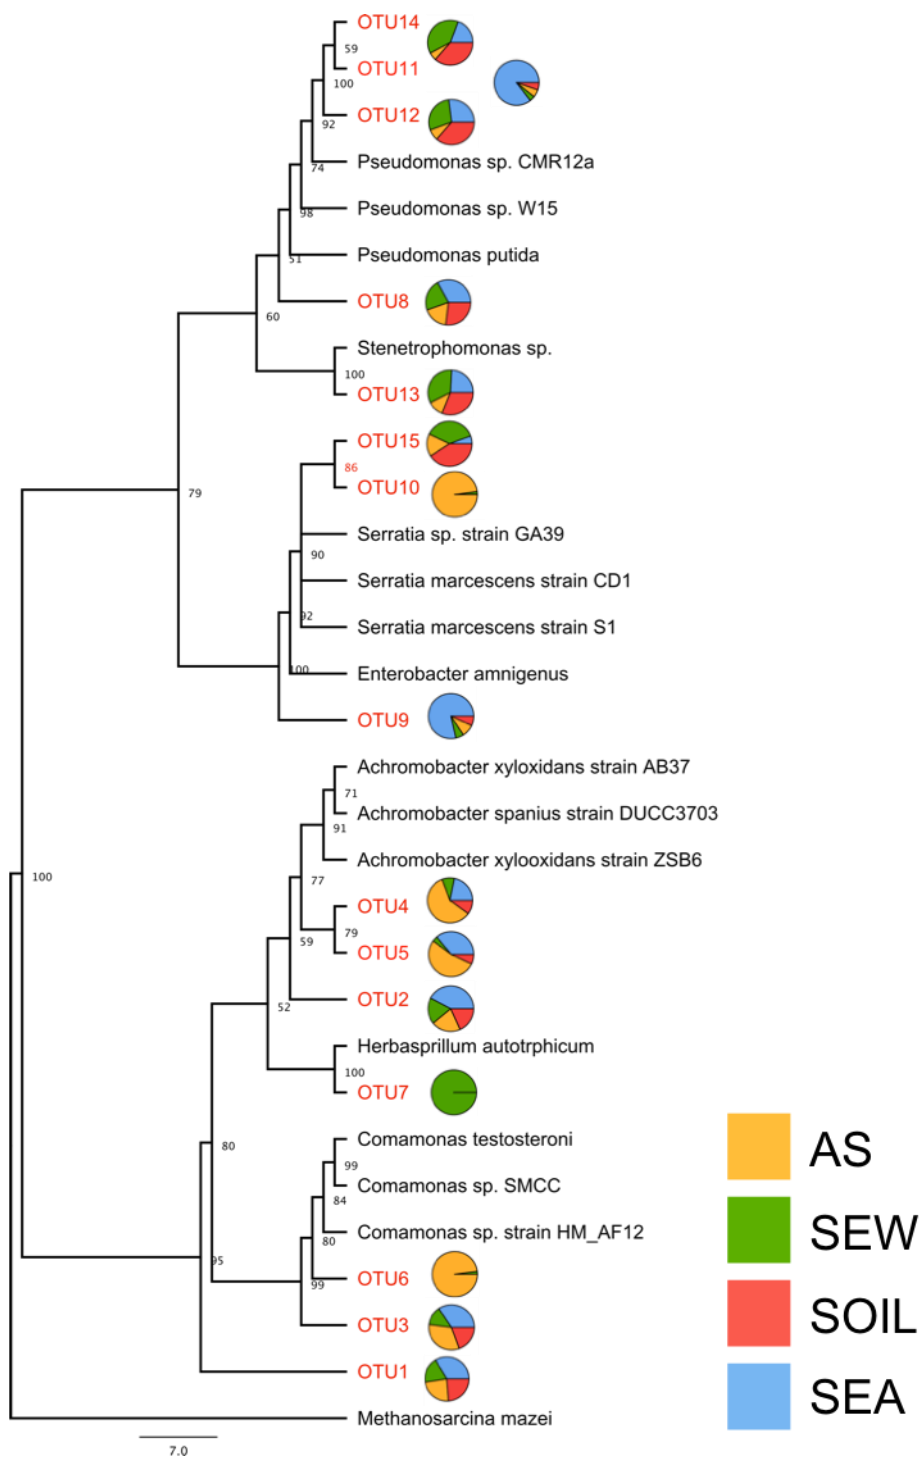 OTU14
59
OTU11
100
OTU12
92
Pseudomonas sp. CMR12a
74
Pseudomonas sp. W15
98
Pseudomonas putida
51
OTU8
60
Stenetrophomonas sp.
100
OTU13
OTU15
86
OTU10
79
Serratia sp. strain GA39
90
Serratia marcescens strain CD1
92
Serratia marcescens strain S1
100
Enterobacter amnigenus
OTU9
Achromobacter xyloxidans strain AB37
71
Achromobacter spanius strain DUCC3703
91
Achromobacter xylooxidans strain ZSB6
100
77
OTU4
79
59
OTU5
OTU2
52
Herbasprillum autotrphicum
100
OTU7
Comamonas testosteroni
80
99
Comamonas sp. SMCC
84
Comamonas sp. strain HM_AF12
80
95
OTU6
99
OTU3
OTU1
Methanosarcina mazei
7.0
AS
SEW
SOIL
SEA